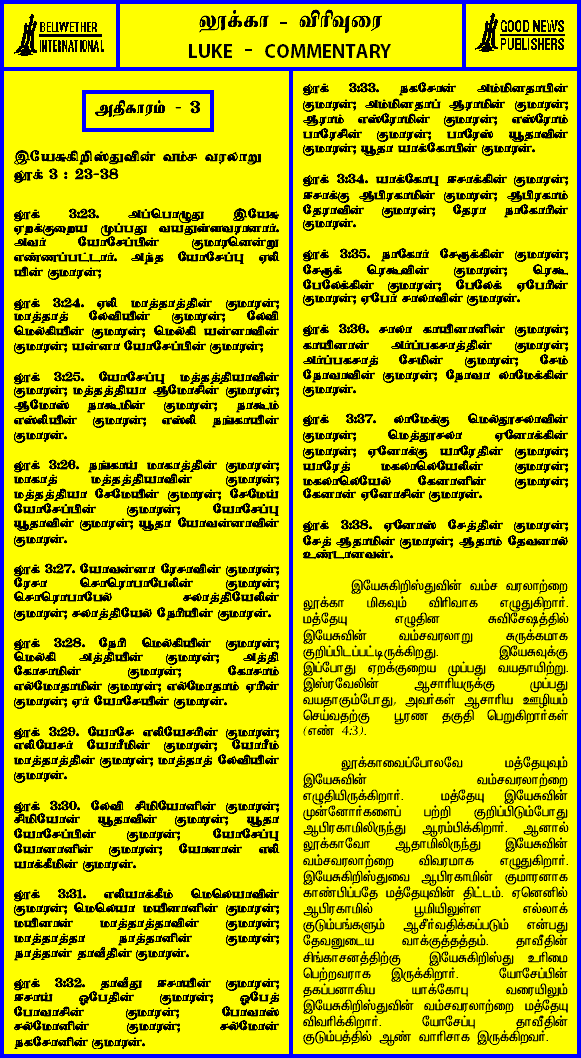 BELLWETHER
INTERNATIONAL
லூக்கா - விரிவுரை
LUKE - COMMENTARY
GOOD NEWS
PUBLISHERS
அதிகாரம் - 3
இயேசுகிறிஸ்துவின் வம்ச வரலாறு
லூக் 3 : 23-38
லூக் 3:23. அப்பொழுது இயேசு
ஏறக்குறைய முப்பது வயதுள்ளவரானார்.
அவர் யோசேப்பின் குமாரனென்று
எண்ணப்பட்டார். அந்த யோசேப்பு ஏலி
யின் குமாரன்;
லூக் 3:24. ஏலி மாத்தாத்தின் குமாரன்;
மாத்தாத் லேவியின் குமாரன்; லேவி
மெல்கியின் குமாரன்; மெல்கி யன்னாவின்
குமாரன்; யன்னா யோசேப்பின் குமாரன்;
லூக் 3:25. யோசேப்பு மத்தத்தியாவின்
குமாரன்; மத்தத்தியா ஆமோசின் குமாரன்;
ஆமோஸ் நாகூமின் குமாரன்; நாகூம்
எஸ்லியின் குமாரன்; எஸ்லி நங்காயின்
குமாரன்.
லூக் 3:26. நங்காய் மாகாத்தின் குமாரன்;
மாகாத் மத்தத்தியாவின் குமாரன்;
மத்தத்தியா சேமேயின் குமாரன்; சேமேய்
யோசேப்பின் குமாரன்; யோசேப்பு
யூதாவின் குமாரன்; யூதா யோவன்னாவின்
குமாரன்.
லூக் 3:27. யோவன்னா ரேசாவின் குமாரன்;
ரேசா சொரொபாபேலின் குமாரன்;
சொரொபாபேல் சலாத்தியேலின்
குமாரன்; சலாத்தியேல் நேரியின் குமாரன்.
லூக் 3:28. நேரி மெல்கியின் குமாரன்;
மெல்கி அத்தியின் குமாரன்; அத்தி
கோசாமின் குமாரன்; கோசாம்
எல்மோதாமின் குமாரன்; எல்மோதாம் ஏரின்
குமாரன்; ஏர் யோசேயின் குமாரன்.
லூக் 3:29. யோசே எலியேசரின் குமாரன்;
எலியேசர் யோரீமின் குமாரன்; யோரீம்
மாத்தாத்தின் குமாரன்; மாத்தாத் லேவியின்
குமாரன்.
லூக் 3:30. லேவி சிமியோனின் குமாரன்;
சிமியோன் யூதாவின் குமாரன்; யூதா
யோசேப்பின் குமாரன்; யோசேப்பு
யோனானின் குமாரன்; யோனான் எலி
யாக்கீமின் குமாரன்.
லூக் 3:31. எலியாக்கீம் மெலெயாவின்
குமாரன்; மெலெயா மயினானின் குமாரன்;
மயினான் மாத்தாத்தாவின் குமாரன்;
மாத்தாத்தா நாத்தானின் குமாரன்;
நாத்தான் தாவீதின் குமாரன்.
லூக் 3:32. தாவீது ஈசாயின் குமாரன்;
ஈசாய் ஓபேதின் குமாரன்; ஓபேத்
போவாசின் குமாரன்; போவாஸ்
சல்மோனின் குமாரன்; சல்மோன்
நகசோனின் குமாரன்.
லூக் 3:33. நகசோன் அம்மினதாபின்
குமாரன்; அம்மினதாப் ஆராமின் குமாரன்;
ஆராம் எஸ்ரோமின் குமாரன்; எஸ்ரோம்
பாரேசின் குமாரன்; பாரேஸ் யூதாவின்
குமாரன்; யூதா யாக்கோபின் குமாரன்.
லூக் 3:34. யாக்கோபு ஈசாக்கின் குமாரன்;
ஈசாக்கு ஆபிரகாமின் குமாரன்; ஆபிரகாம்
தேராவின் குமாரன்; தேரா நாகோரின்
குமாரன்.
லூக் 3:35. நாகோர் சேரூக்கின் குமாரன்;
சேரூக் ரெகூவின் குமாரன்; ரெகூ
பேலேக்கின் குமாரன்; பேலேக் ஏபேரின்
குமாரன்; ஏபேர் சாலாவின் குமாரன்.
லூக் 3:36. சாலா காயினானின் குமாரன்;
காயினான் அர்ப்பகசாத்தின் குமாரன்;
அர்ப்பகசாத் சேமின் குமாரன்; சேம்
நோவாவின் குமாரன்; நோவா லாமேக்கின்
குமாரன்.
லூக் 3:37. லாமேக்கு மெத்தூசலாவின்
குமாரன்; மெத்தூசலா ஏனோக்கின்
குமாரன்; ஏனோக்கு யாரேதின் குமாரன்;
யாரேத் மகலாலெயேலின் குமாரன்;
மகலாலெயேல் கேனானின் குமாரன்;
கேனான் ஏனோசின் குமாரன்.
லூக் 3:38. ஏனோஸ் சேத்தின் குமாரன்;
சேத் ஆதாமின் குமாரன்; ஆதாம் தேவனால்
உண்டானவன்.
இயேசுகிறிஸ்துவின் வம்ச வரலாற்றை
லூக்கா மிகவும் விரிவாக எழுதுகிறார்.
மத்தேயு எழுதின சுவிசேஷத்தில்
இயேசுவின் வம்சவரலாறு சுருக்கமாக
குறிப்பிடப்பட்டிருக்கிறது. இயேசுவுக்கு
இப்போது ஏறக்குறைய முப்பது வயதாயிற்று.
இஸ்ரவேலின் ஆசாரியருக்கு முப்பது
வயதாகும்போது, அவர்கள் ஆசாரிய ஊழியம்
செய்வதற்கு பூரண தகுதி பெறுகிறார்கள்
(எண் 4:3).
லூக்காவைப்போலவே மத்தேயுவும்
இயேசுவின் வம்சவரலாற்றை
எழுதியிருக்கிறார். மத்தேயு இயேசுவின்
முன்னோர்களைப் பற்றி குறிப்பிடும்போது
ஆபிரகாமிலிருந்து ஆரம்பிக்கிறார். ஆனால்
லூக்காவோ ஆதாமிலிருந்து இயேசுவின்
வம்சவரலாற்றை விவரமாக எழுதுகிறார்.
இயேசுகிறிஸ்துவை ஆபிரகாமின் குமாரனாக
காண்பிப்பதே மத்தேயுவின் திட்டம். ஏனெனில்
ஆபிரகாமில் பூமியிலுள்ள எல்லாக்
குடும்பங்களும் ஆசீர்வதிக்கப்படும் என்பது
தேவனுடைய வாக்குத்தத்தம். தாவீதின்
சிங்காசனத்திற்கு இயேசுகிறிஸ்து உரிமை
பெற்றவராக இருக்கிறார். யோசேப்பின்
தகப்பனாகிய யாக்கோபு வரையிலும்
இயேசுகிறிஸ்துவின் வம்சவரலாற்றை மத்தேயு
விவரிக்கிறார். யோசேப்பு தாவீதின்
குடும்பத்தில் ஆண் வாரிசாக இருக்கிறவர்.